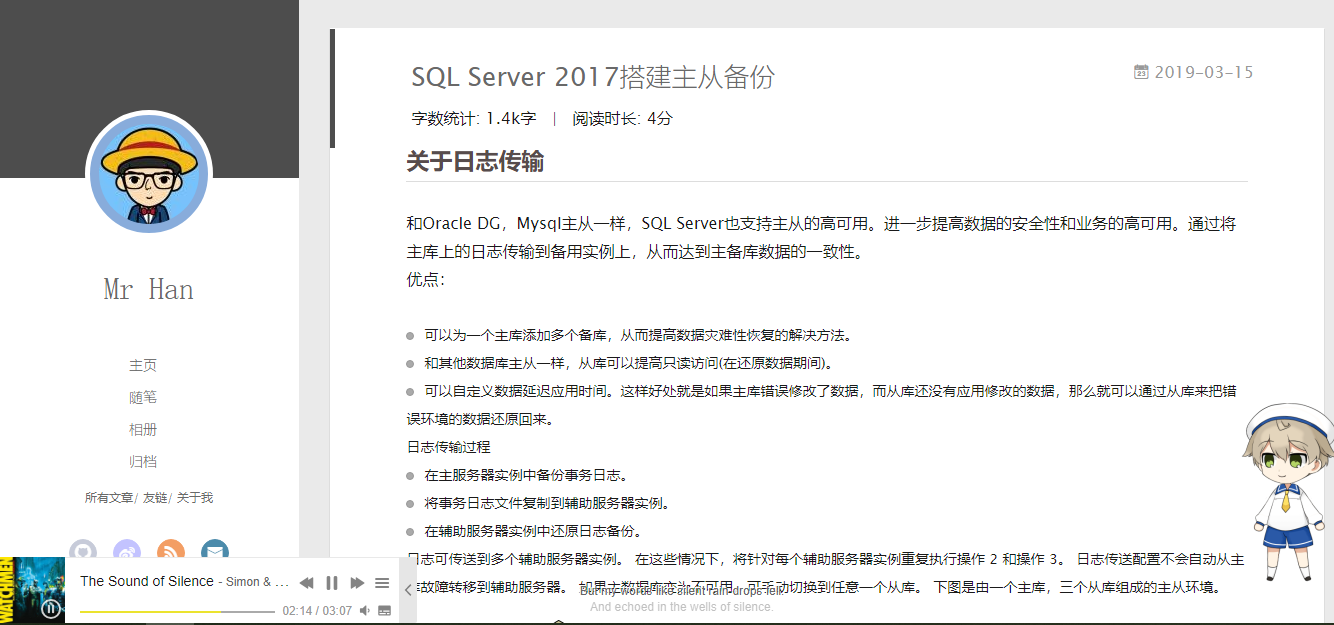 Mr Han
主页
随笔
相册
归档
所有文章/ 友链/ 关于我
WATCHMEN
The Sound of Silence - Simon & ...
02:14 / 03:07
SQL Server 2017搭建主从备份
23 2019-03-15
字数统计: 1.4k字 | 阅读时长: 4分
关于日志传输
和Oracle DG，Mysql主从一样，SQL Server也支持主从的高可用。进一步提高数据的安全性和业务的高可用。通过将
主库上的日志传输到备用实例上，从而达到主备库数据的一致性。
优点：
可以为一个主库添加多个备库，从而提高数据灾难性恢复的解决方法。
和其他数据库主从一样，从库可以提高只读访问(在还原数据期间)。
可以自定义数据延迟应用时间。这样好处就是如果主库错误修改了数据，而从库还没有应用修改的数据，那么就可以通过从库来把错
误环境的数据还原回来。
日志传输过程
在主服务器实例中备份事务日志。
将事务日志文件复制到辅助服务器实例。
在辅助服务器实例中还原日志备份。
日志可传送到多个辅助服务器实例。 在这些情况下，将针对每个辅助服务器实例重复执行操作 2 和操作 3。 日志传送配置不会自动从主
故障转移到辅助服务器。 如果主数据库变为不可用，可手动切换到任意一个从库。 下图是由一个主库，三个从库组成的主从环境。
But my words like silent rain-drops fell
And echoed in the wells of silence.